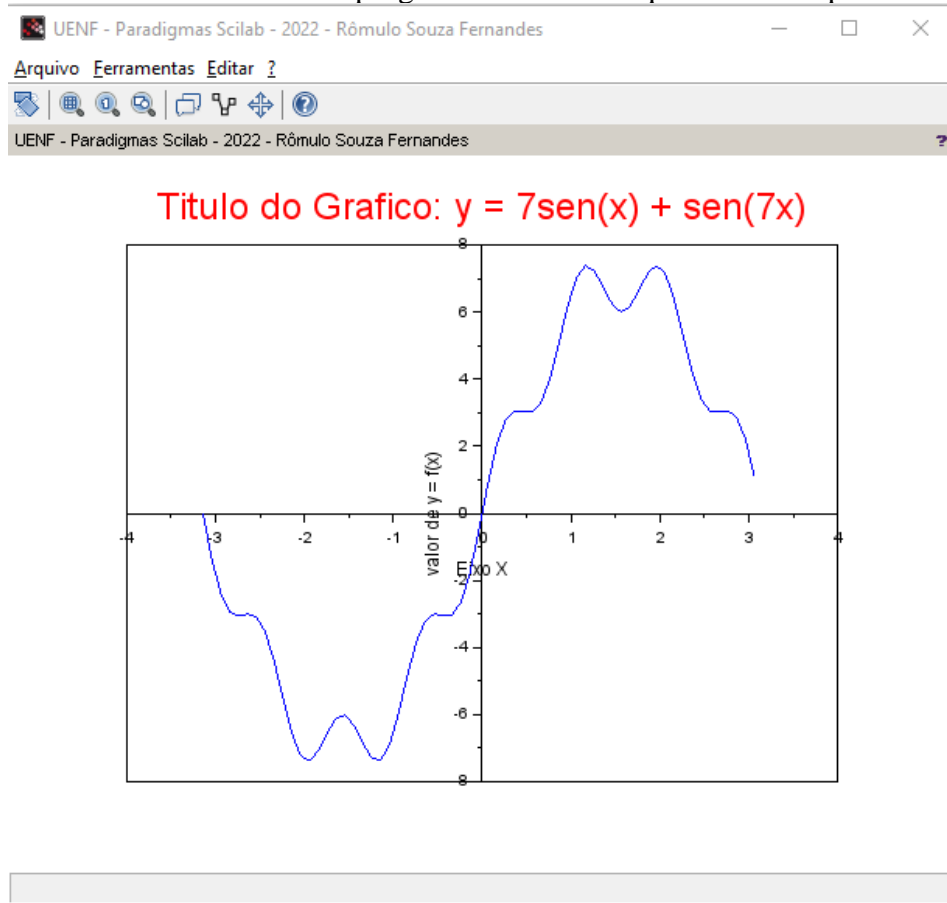 UENF - Paradigmas Scilab - 2022 - Rômulo Souza Fernandes
Arquivo Ferramentas Editar ?
UENF - Paradigmas Scilab - 2022 - Rômulo Souza Fernandes ?
Titulo do Grafico: y = 7sen(x) + sen(7x)
8
6
4
2
valor de y = f(x)
0
-4 -3 -2 -1 0 1 2 3 4
Eixo X
-2
-4
-6
-8